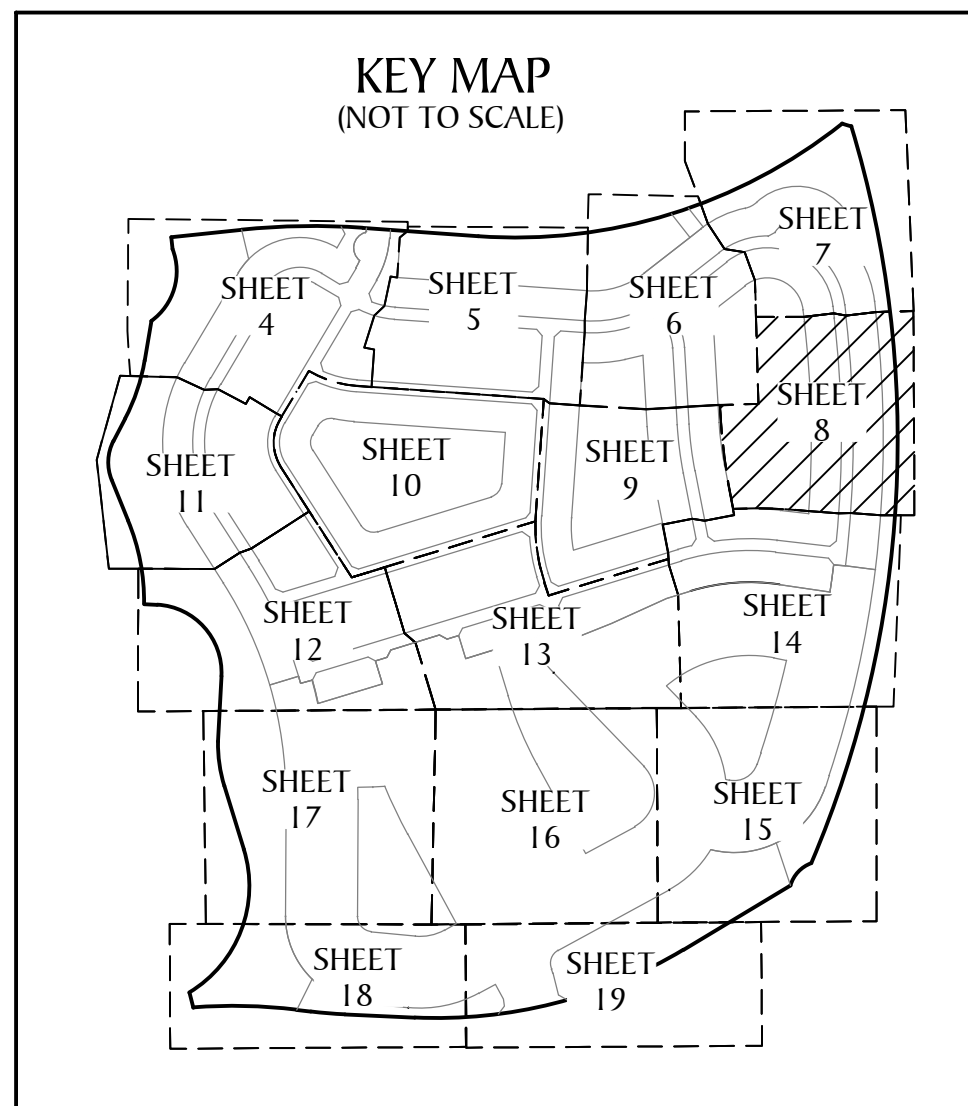 KEY MAP
(NOT TO SCALE)
SHEET
7
SHEET
4
SHEET
5
SHEET
6
SHEET
8
SHEET
10
SHEET
9
SHEET
11
SHEET
12
SHEET
13
SHEET
14
SHEET
17
SHEET
16
SHEET
15
SHEET
18
SHEET
19